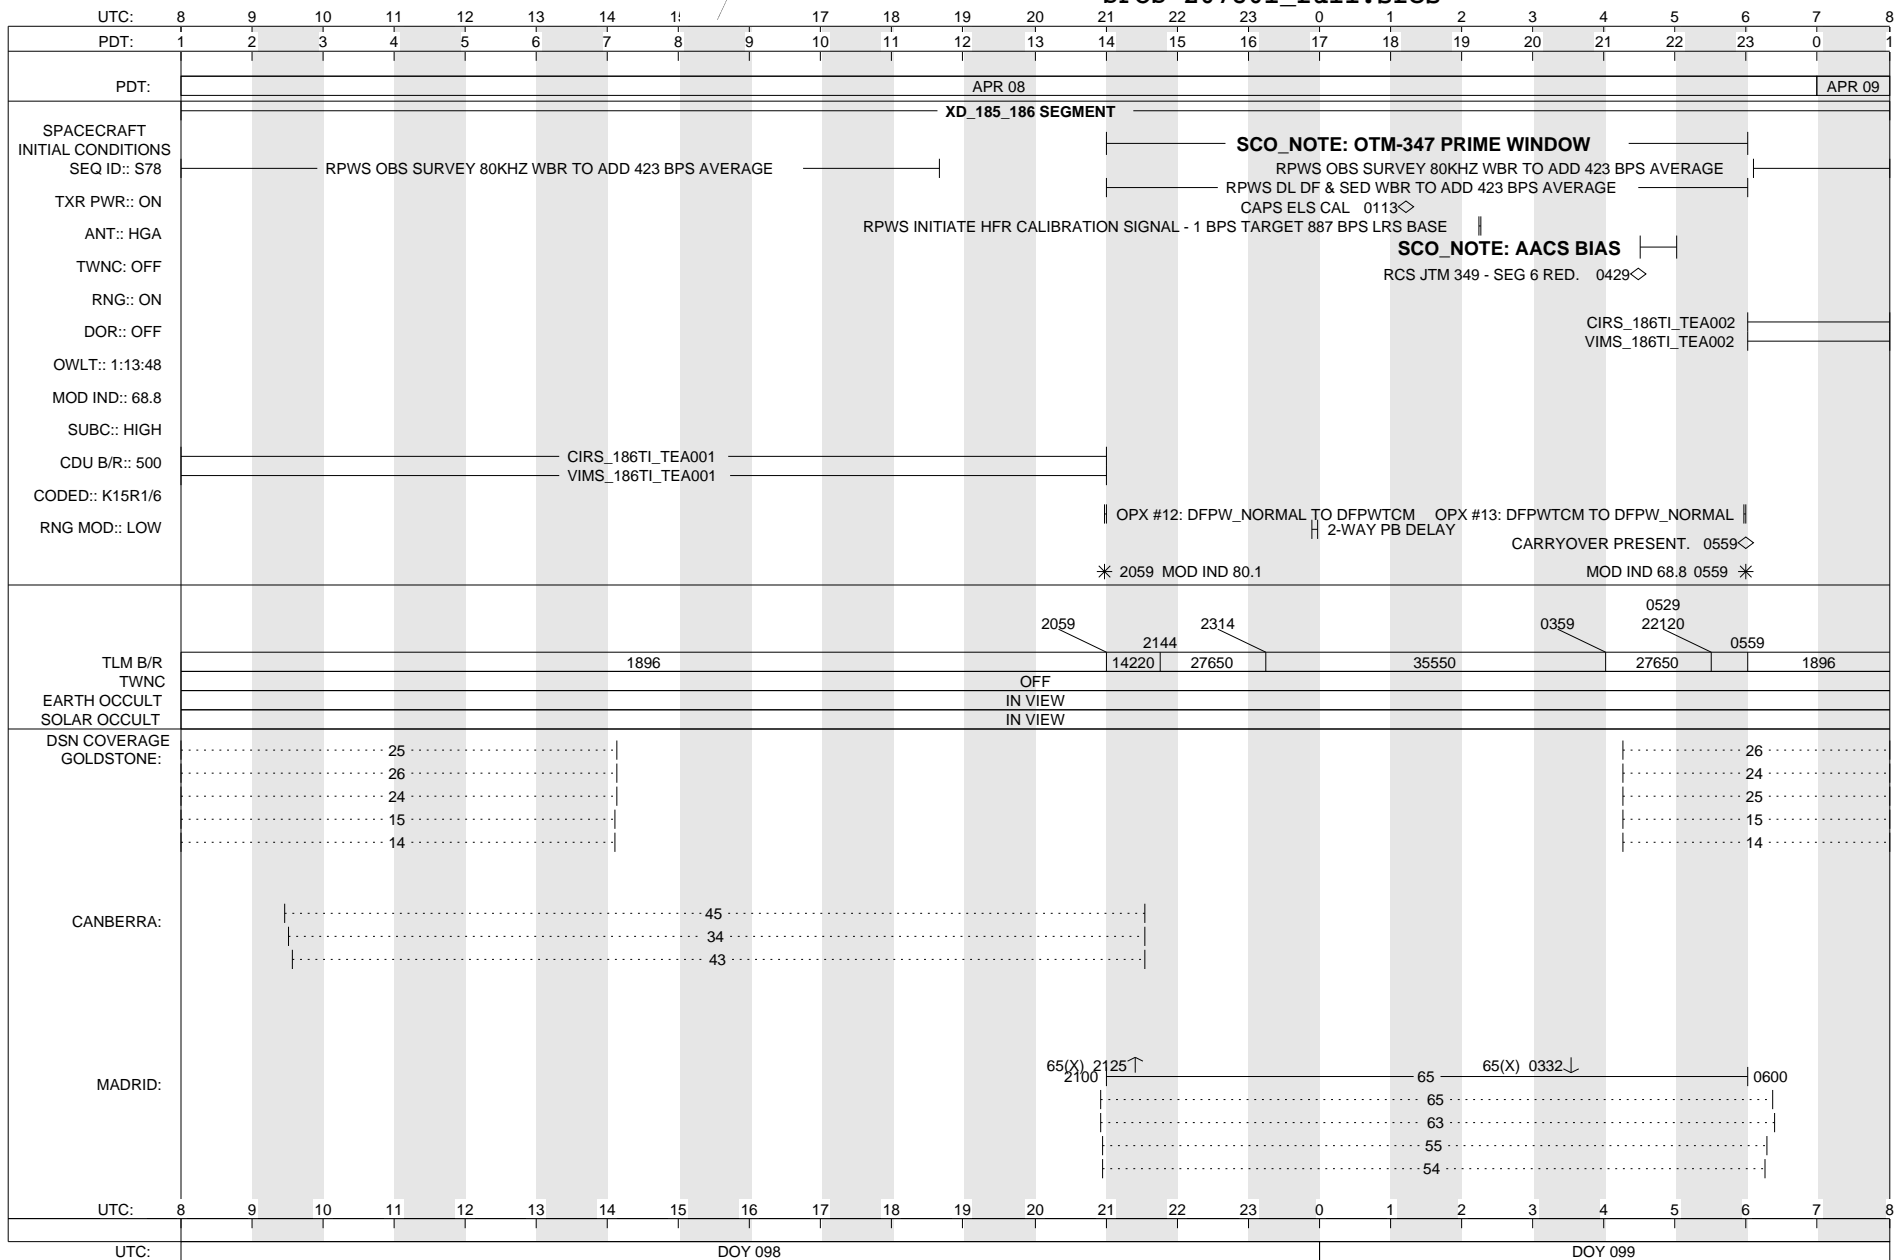 UTC: 8 9 10 11 12 13 14 17 18 19 20 21 22 23 0 1 2 3 4 5 6 7 8
PDT: 1 2 3 4 5 6 7 8 9 10 11 12 13 14 15 16 17 18 19 20 21 22 23 0 1
PDT: APR 08 APR 09
XD_185_186 SEGMENT
SPACECRAFT
INITIAL CONDITIONS
SCO_NOTE: OTM-347 PRIME WINDOW
SEQ ID:: S78
RPWS OBS SURVEY 80KHZ WBR TO ADD 423 BPS AVERAGE
RPWS OBS SURVEY 80KHZ WBR TO ADD 423 BPS AVERAGE
RPWS DL DF & SED WBR TO ADD 423 BPS AVERAGE
TXR PWR:: ON
CAPS ELS CAL 0113
RPWS INITIATE HFR CALIBRATION SIGNAL - 1 BPS TARGET 887 BPS LRS BASE
ANT:: HGA
SCO_NOTE: AACS BIAS
TWNC: OFF
RCS JTM 349 - SEG 6 RED. 0429
RNG:: ON
DOR:: OFF
CIRS_186TI_TEA002
VIMS_186TI_TEA002
OWLT:: 1:13:48
MOD IND:: 68.8
SUBC:: HIGH
CDU B/R:: 500
CIRS_186TI_TEA001
VIMS_186TI_TEA001
CODED:: K15R1/6
OPX #12: DFPW_NORMAL TO DFPWTCM OPX #13: DFPWTCM TO DFPW_NORMAL
RNG MOD:: LOW
2-WAY PB DELAY
CARRYOVER PRESENT. 0559
2059 MOD IND 80.1
MOD IND 68.8 0559
0529
2059 2314 0359 22120
2144 0559
TLM B/R 1896 14220 27650 35550 27650 1896
TWNC OFF
EARTH OCCULT IN VIEW
SOLAR OCCULT IN VIEW
DSN COVERAGE
GOLDSTONE:
25 26
26 24
24 25
15 15
14 14
CANBERRA:
45
34
43
MADRID:
65(X) 2125 65(X) 0332
2100 65 0600
65
63
55
54
UTC: 8 9 10 11 12 13 14 15 16 17 18 19 20 21 22 23 0 1 2 3 4 5 6 7 8
UTC: DOY 098 DOY 099